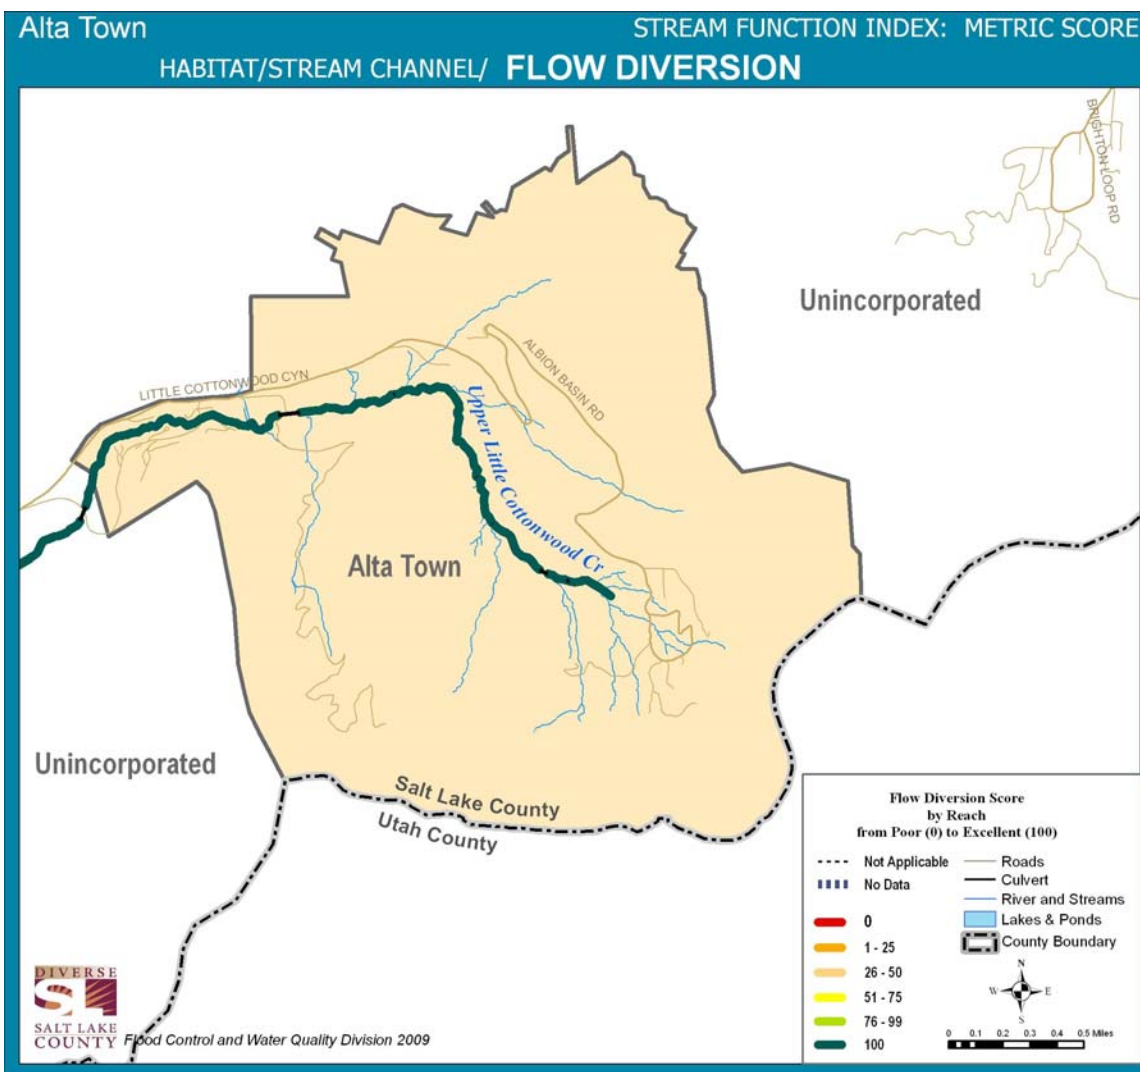 Alta Town
STREAM FUNCTION INDEX: METRIC SCORE
HABITAT/STREAM CHANNEL/ FLOW DIVERSION
BRIGHTON LOOP RD
Unincorporated
ALBION BASIN RD
LITTLE COTTONWOOD CYN
Upper Little Cottonwood Cr
Alta Town
Unincorporated
Salt Lake County
Utah County
Flow Diversion Score
by Reach
from Poor (0) to Excellent (100)
Not Applicable
No Data
0
1 - 25
26 - 50
51 - 75
76 - 99
100
Roads
Culvert
River and Streams
Lakes & Ponds
County Boundary
N
W E
S
0 0.1 0.2 0.3 0.4 0.5 Miles
DIVERSE
SL
SALT LAKE
COUNTY
Flood Control and Water Quality Division 2009